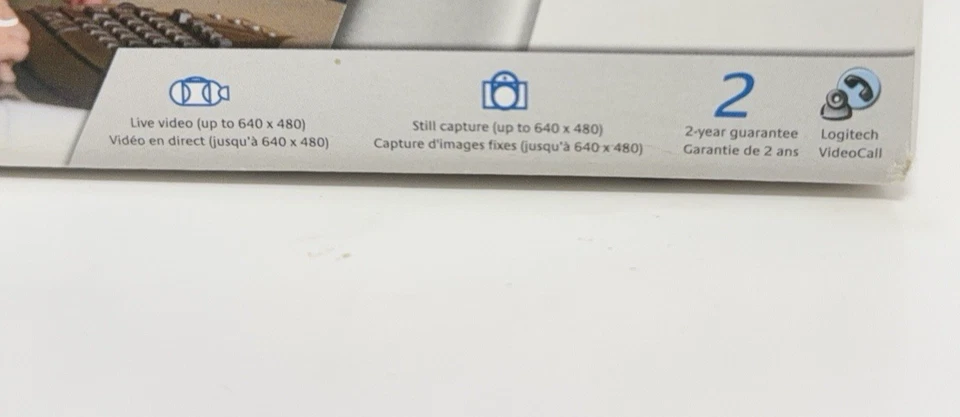 Live video (up to 640 x 480)
Vidéo en direct (jusqu'à 640 x 480)
Still capture (up to 640 x 480)
Capture d'images fixes (jusqu'à 640 x 480)
2
2-year guarantee
Garantie de 2 ans
Logitech
VideoCall